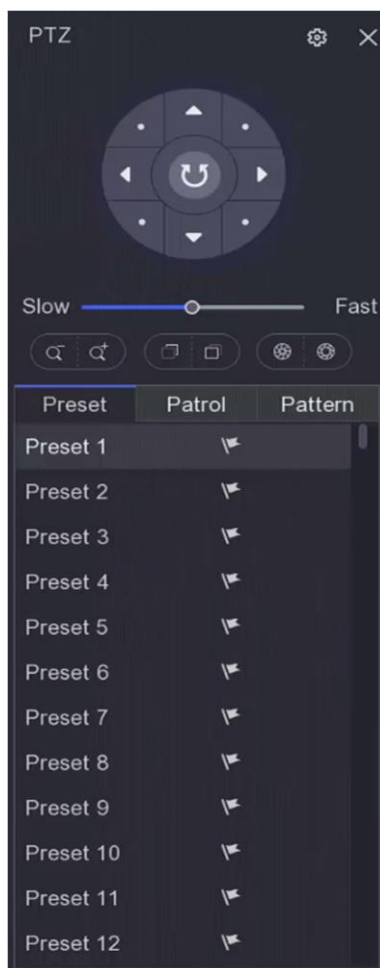 PTZ
Slow Fast
Preset Patrol Pattern
Preset 1
Preset 2
Preset 3
Preset 4
Preset 5
Preset 6
Preset 7
Preset 8
Preset 9
Preset 10
Preset 11
Preset 12